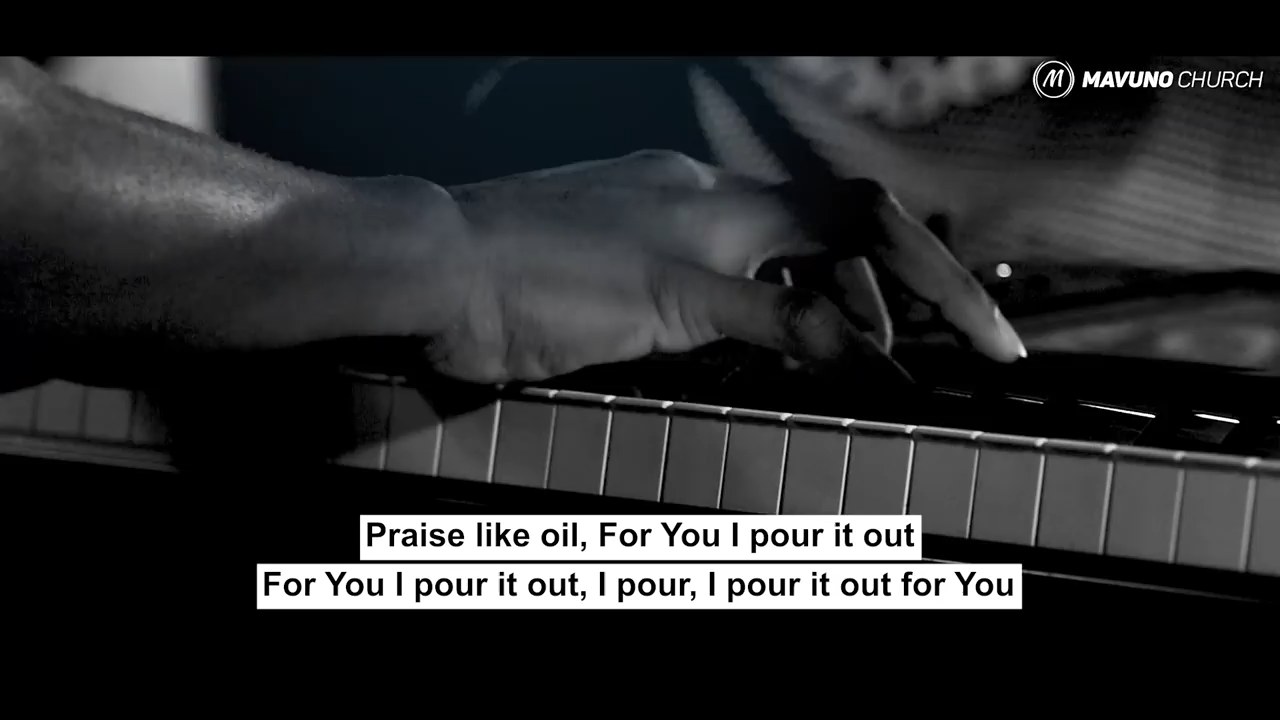 M MAVUNO CHURCH
Praise like oil, For You I pour it out
For You I pour it out, I pour, I pour it out for You